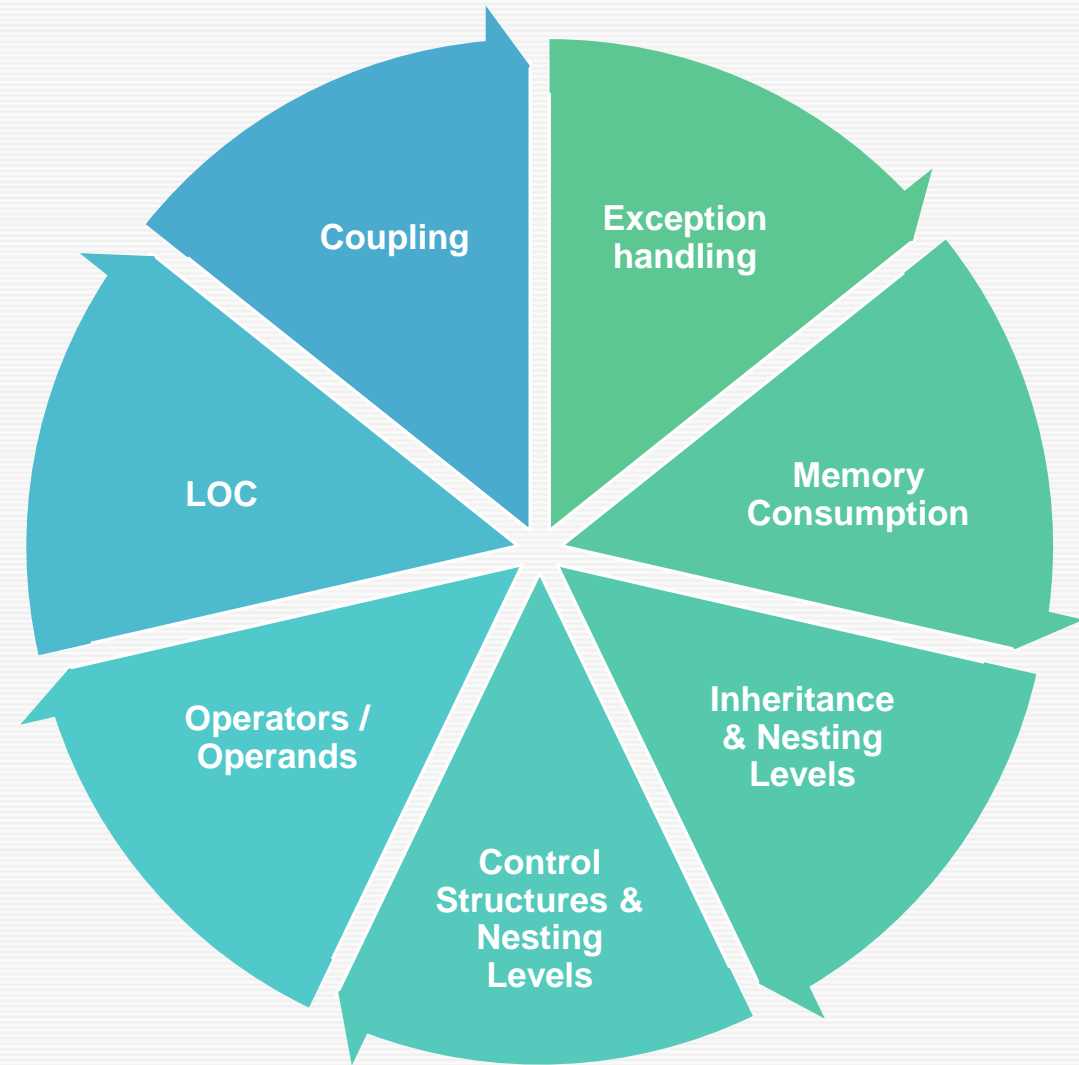 Exception
handling
Memory
Consumption
Inheritance
& Nesting
Levels
Control
Structures &
Nesting
Levels
Operators /
Operands
LOC
Coupling